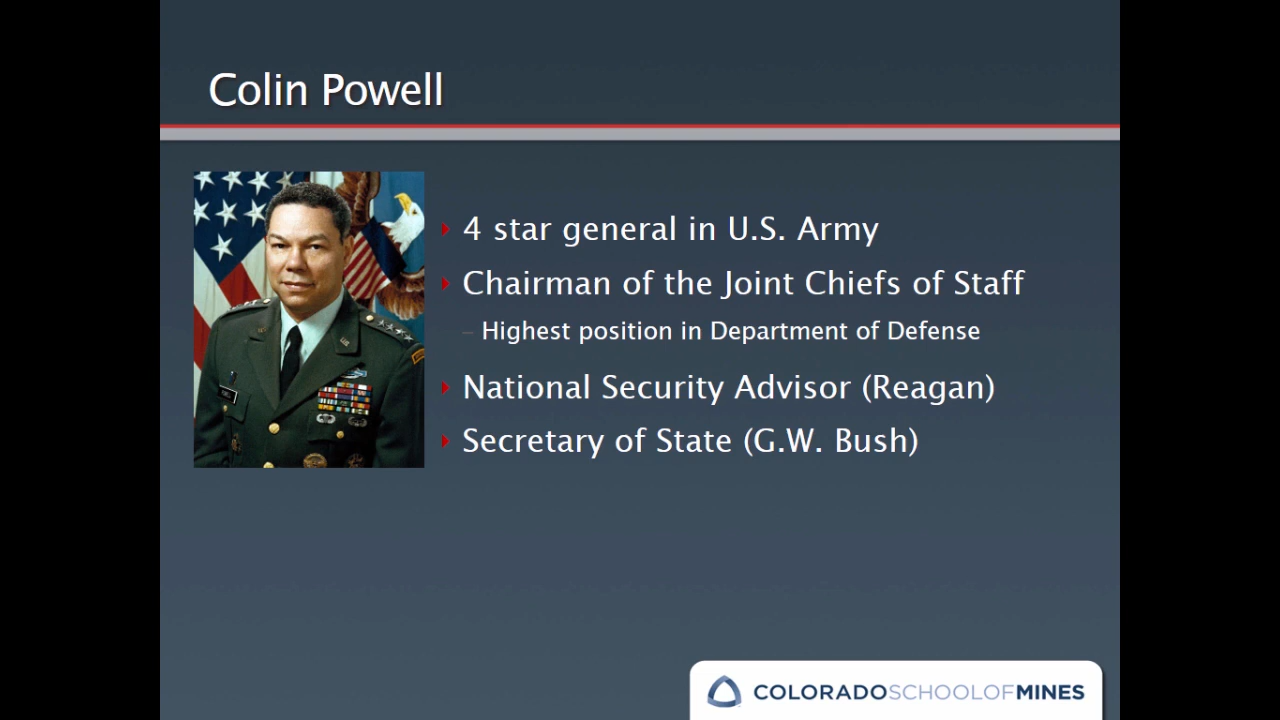 Colin Powell
4 star general in U.S. Army
Chairman of the Joint Chiefs of Staff
– Highest position in Department of Defense
National Security Advisor (Reagan)
Secretary of State (G.W. Bush)
COLORADOSCHOOLOFMINES